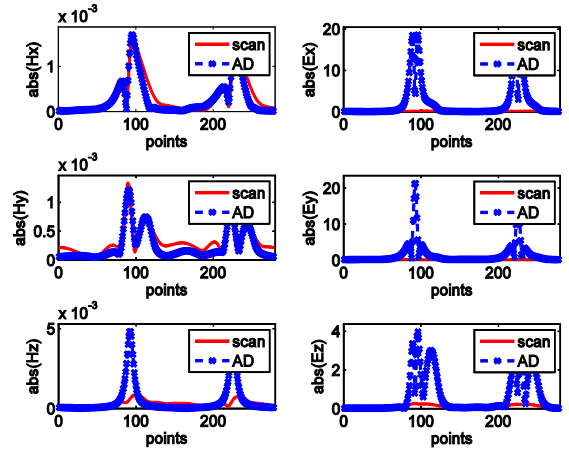 x 10^-3
abs(Hx)
1
0
0 100 200
points
scan
AD
abs(Ex)
20
10
0
0 100 200
points
scan
AD
x 10^-3
abs(Hy)
1
0.5
0
0 100 200
points
scan
AD
abs(Ey)
20
10
0
0 100 200
points
scan
AD
x 10^-3
abs(Hz)
5
0
0 100 200
points
scan
AD
abs(Ez)
4
2
0
0 100 200
points
scan
AD